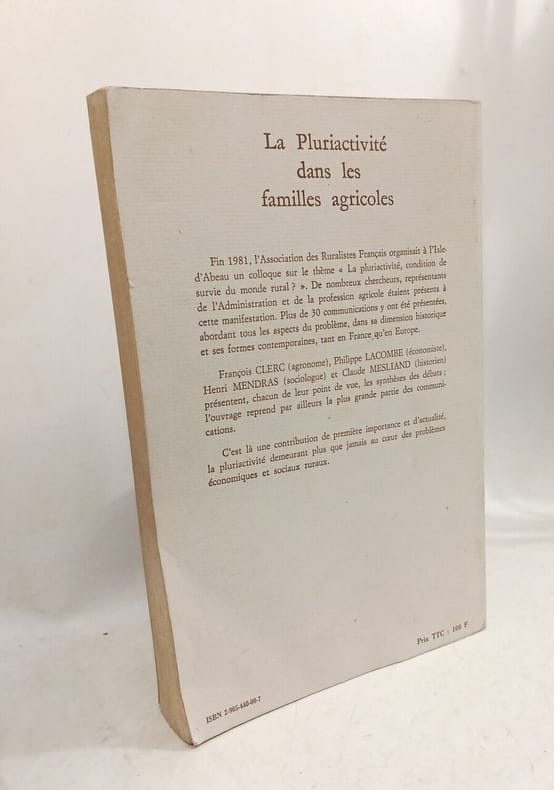 La Pluriactivité
dans les
familles agricoles
Fin 1981, l'Association des Ruralistes Français organisait à l'Isle-
d'Abeau un colloque sur le thème « La pluriactivité, condition de
survie du monde rural ? ». De nombreux chercheurs, représentants
de l'Administration et de la profession agricole étaient présents à
cette manifestation. Plus de 30 communications y ont été présentées,
abordant tous les aspects du problème, dans sa dimension historique
et ses formes contemporaines, tant en France qu'en Europe.
François CLERC (agronome), Philippe LACOMBE (économiste),
Henri MENDRAS (sociologue) et Claude MESLIAND (historien)
présentent, chacun de leur point de vue, les synthèses des débats ;
l'ouvrage reprend par ailleurs la plus grande partie des communi-
cations.
C'est là une contribution de première importance et d'actualité,
la pluriactivité demeurant plus que jamais au cœur des problèmes
économiques et sociaux ruraux.
Prix TTC : 100 F
ISBN 2-905-440-00-7